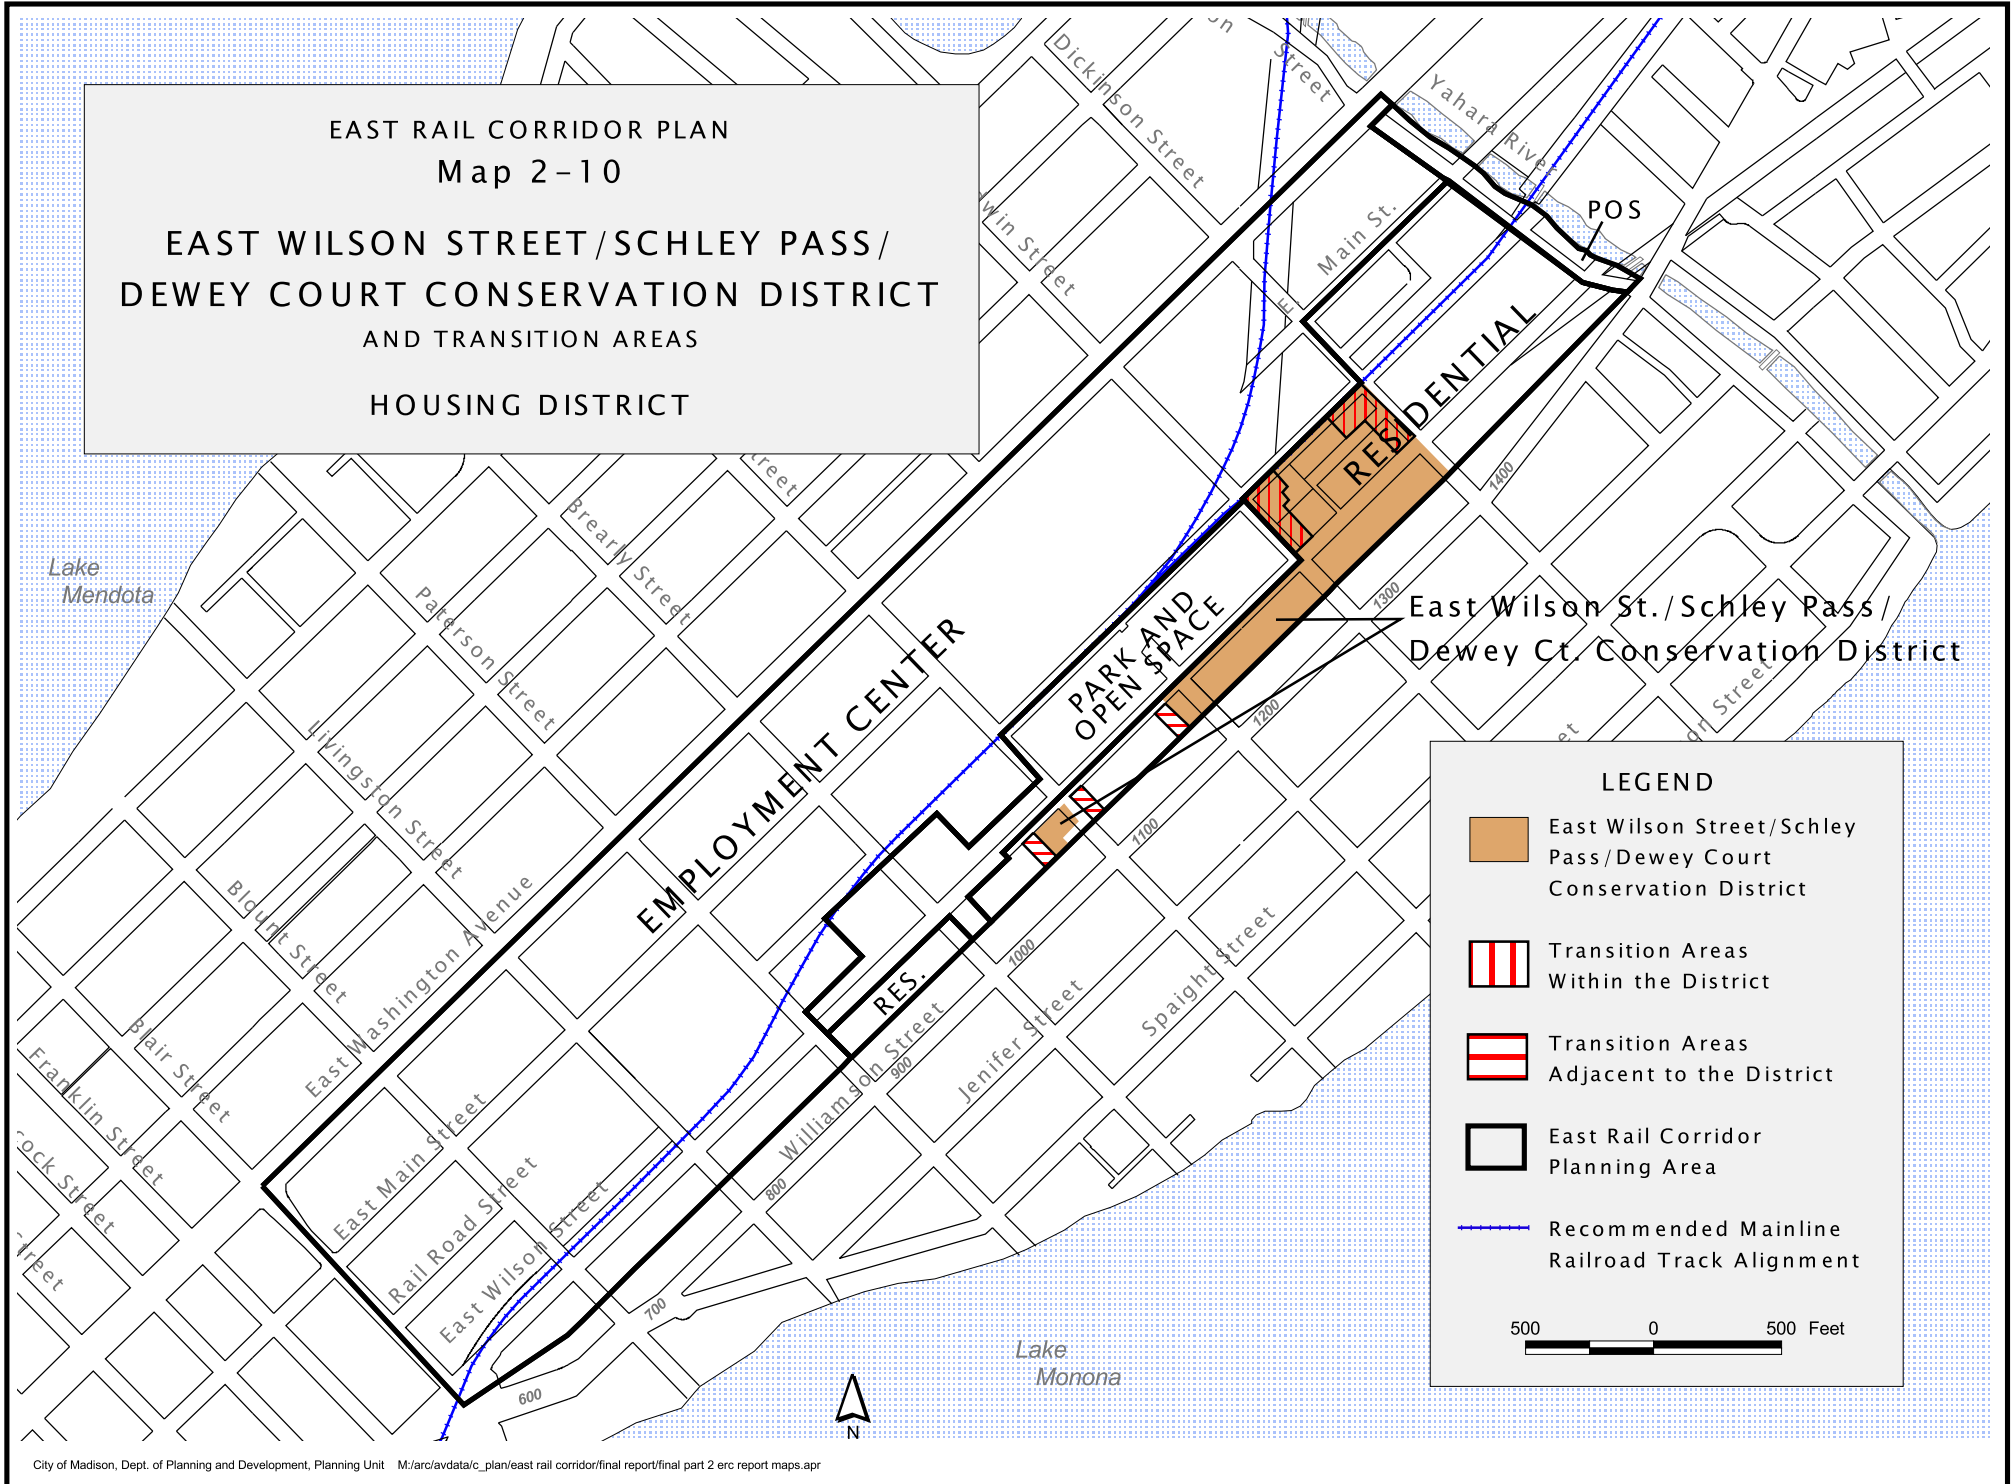 EAST RAIL CORRIDOR PLAN
Map 2-10
EAST WILSON STREET/SCHLEY PASS/
DEWEY COURT CONSERVATION DISTRICT
AND TRANSITION AREAS
HOUSING DISTRICT
Street
Dickinson Street
Yahara River
POS
Main St.
E.
Street
RESIDENTIAL
Brearly Street
1400
Lake
Mendota
Paterson Street
PARK AND
OPEN SPACE
1300
East Wilson St./Schley Pass/
Dewey Ct. Conservation District
EMPLOYMENT CENTER
1200
Street
Livingston Street
1100
Blount Street
East Washington Avenue
1000
RES.
Blair Street
Franklin Street
Williamson Street
900
Jenifer Street
Spaight Street
Street
East Main Street
Rail Road Street
East Wilson Street
800
700
600
Lake
Monona
N
LEGEND
East Wilson Street/Schley
Pass/Dewey Court
Conservation District
Transition Areas
Within the District
Transition Areas
Adjacent to the District
East Rail Corridor
Planning Area
Recommended Mainline
Railroad Track Alignment
500 0 500 Feet
City of Madison, Dept. of Planning and Development, Planning Unit M:/arc/avdata/c_plan/east rail corridor/final report/final part 2 erc report maps.apr